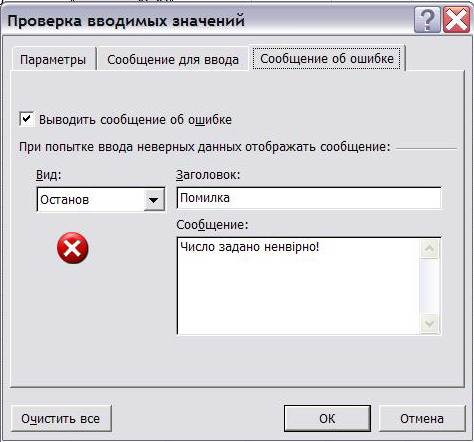 Проверка вводимых значений
Параметры Сообщение для ввода Сообщение об ошибке
Выводить сообщение об ошибке
При попытке ввода неверных данных отображать сообщение:
Вид: Заголовок:
Останов Помилка
Сообщение:
Число задано ненвірно!
Очистить все ОК Отмена